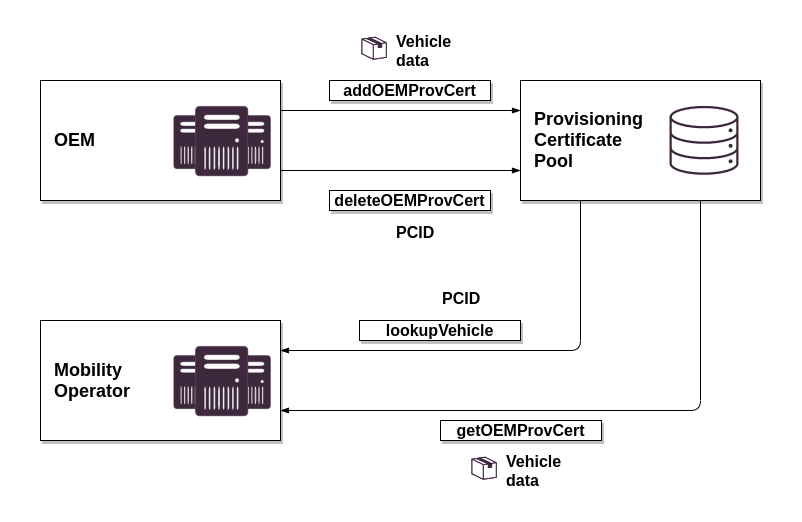 Vehicle
data
addOEMProvCert
OEM
Provisioning
Certificate
Pool
deleteOEMProvCert
PCID
PCID
lookupVehicle
Mobility
Operator
getOEMProvCert
Vehicle
data